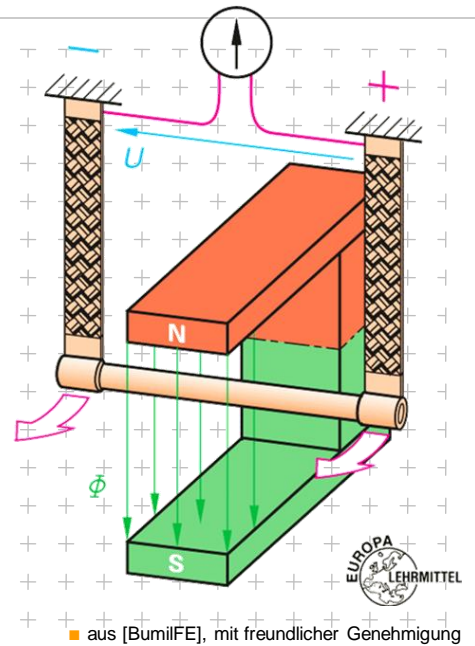 −
+
U
N
Φ
S
EUROPA
LEHRMITTEL
aus [BumilFE], mit freundlicher Genehmigung